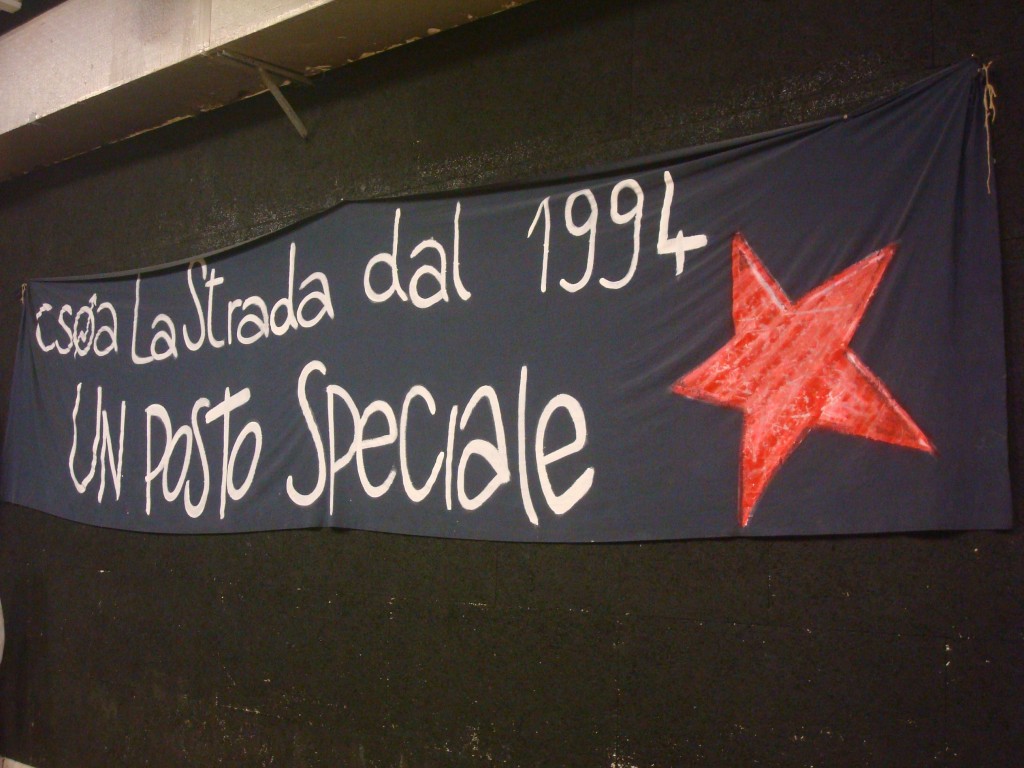 csoa La Strada dal 1994
UN posto Speciale